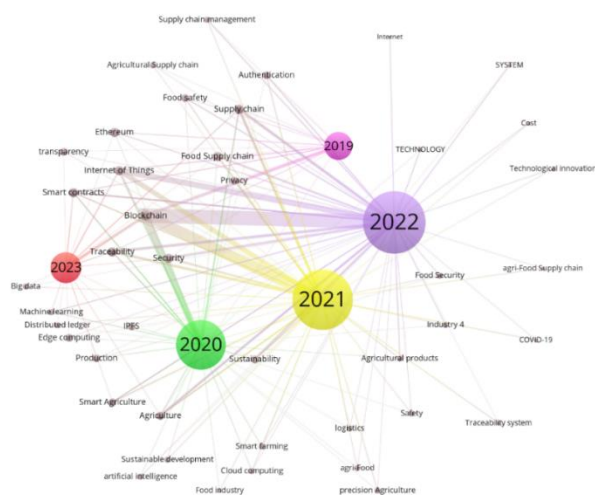 Supply chain management
Internet
Agricultural Supply chain
SYSTEM
Authentication
Food safety
Supply chain
Cost
Ethereum
2019
TECHNOLOGY
transparency
Food Supply chain
Internet of Things
Technological innovation
Privacy
Smart contracts
Blockchain
2022
Traceability
Security
2023
agri-Food Supply chain
Food Security
Big data
2021
Machine learning
Distributed ledger
IPFS
Industry 4
Edge computing
2020
COVID-19
Production
Sustainability
Agricultural products
Smart Agriculture
Agriculture
Safety
Traceability system
logistics
Smart farming
Sustainable development
Cloud computing
agri-Food
artificial intelligence
Food industry
precision Agriculture